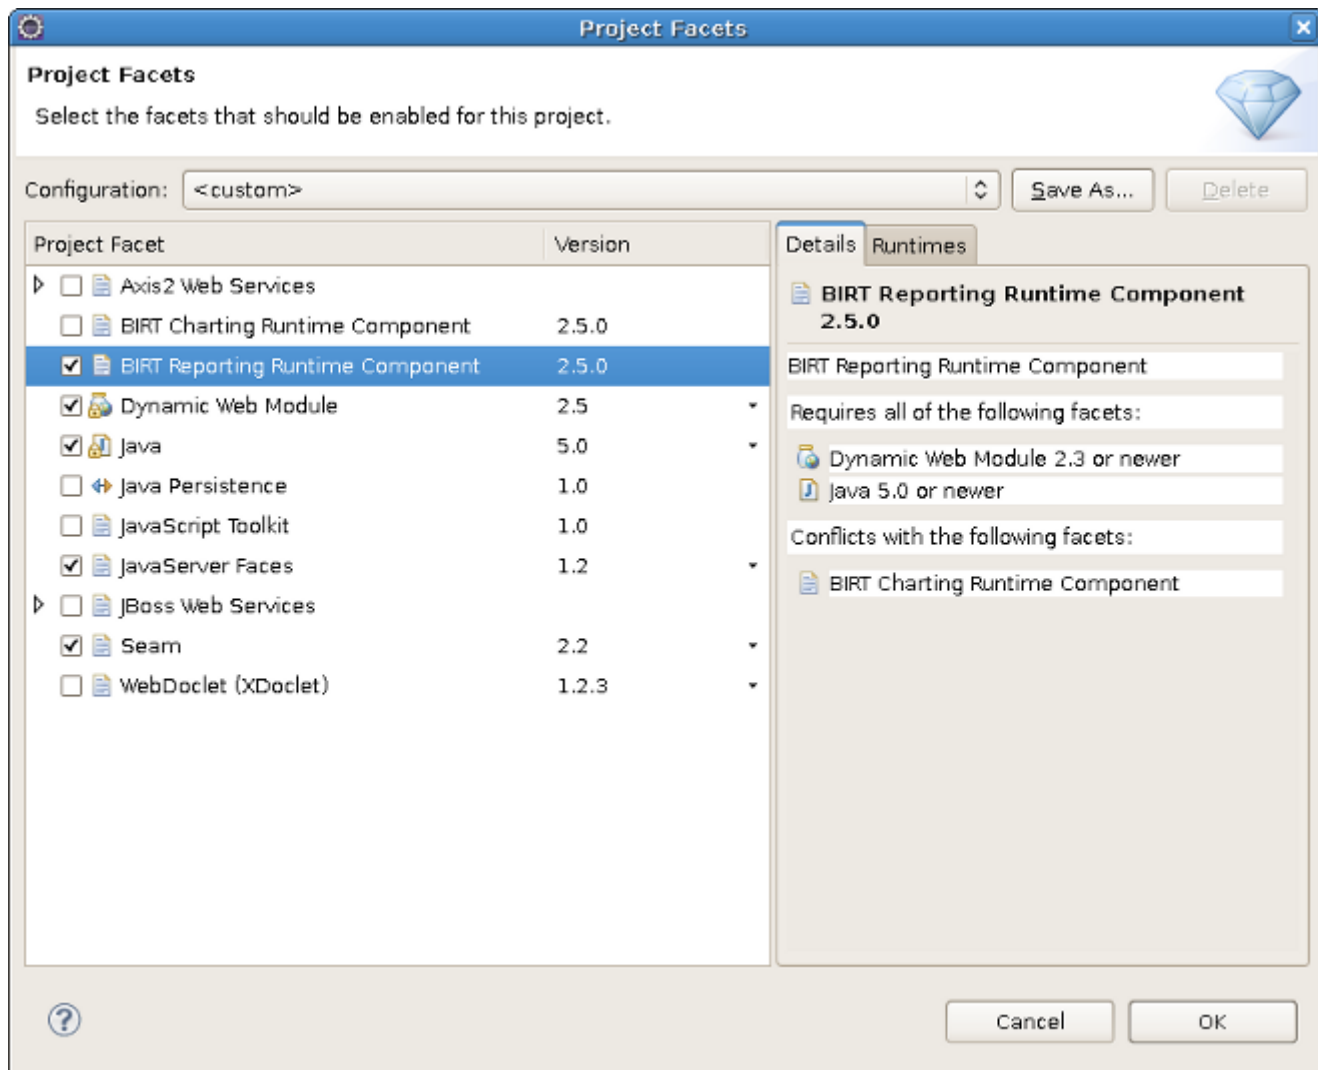 Project Facets
Project Facets
Select the facets that should be enabled for this project.
Configuration: <custom> Save As... Delete
Project Facet Version
Axis2 Web Services
BIRT Charting Runtime Component 2.5.0
BIRT Reporting Runtime Component 2.5.0
Dynamic Web Module 2.5
Java 5.0
Java Persistence 1.0
JavaScript Toolkit 1.0
JavaServer Faces 1.2
JBoss Web Services
Seam 2.2
WebDoclet (XDoclet) 1.2.3
Details Runtimes
BIRT Reporting Runtime Component
2.5.0
BIRT Reporting Runtime Component
Requires all of the following facets:
Dynamic Web Module 2.3 or newer
Java 5.0 or newer
Conflicts with the following facets:
BIRT Charting Runtime Component
Cancel OK